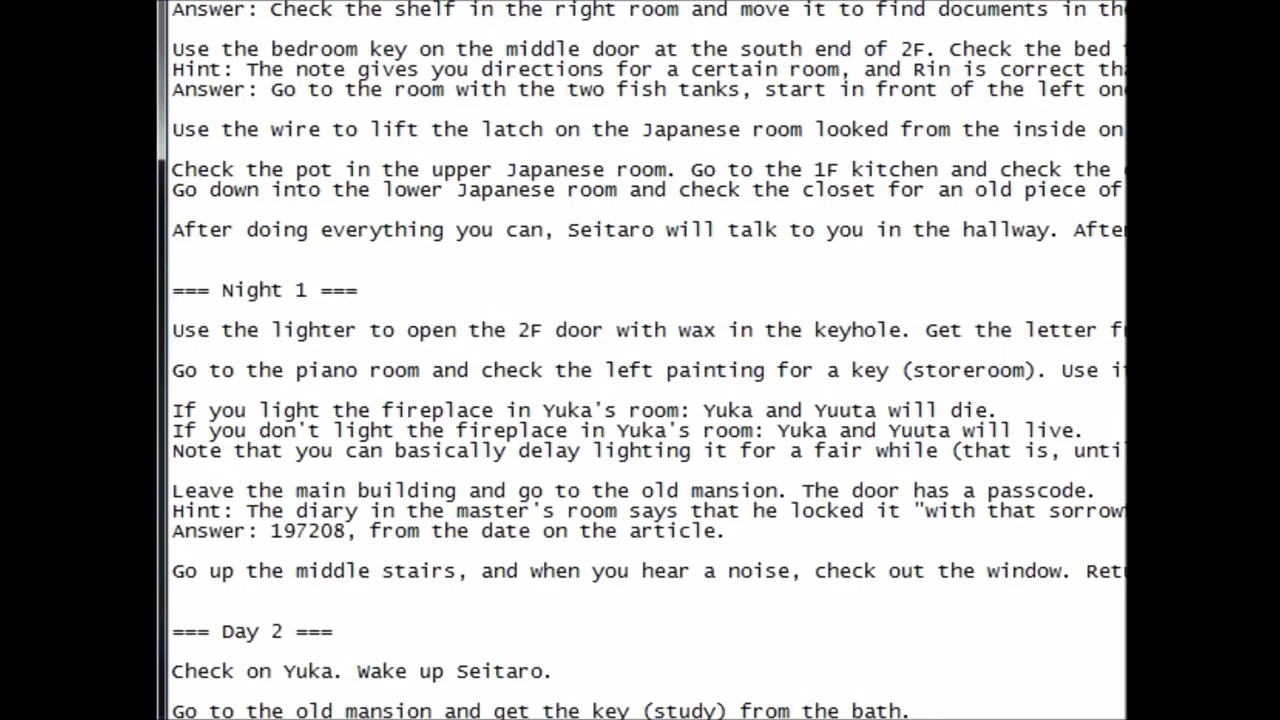 Answer: Check the shelf in the right room and move it to find documents in the
Use the bedroom key on the middle door at the south end of 2F. Check the bed
Hint: The note gives you directions for a certain room, and Rin is correct tha
Answer: Go to the room with the two fish tanks, start in front of the left one
Use the wire to lift the latch on the Japanese room looked from the inside on
Check the pot in the upper Japanese room. Go to the 1F kitchen and check the
Go down into the lower Japanese room and check the closet for an old piece of
After doing everything you can, Seitaro will talk to you in the hallway. After
=== Night 1 ===
Use the lighter to open the 2F door with wax in the keyhole. Get the letter fr
Go to the piano room and check the left painting for a key (storeroom). Use it
If you light the fireplace in Yuka's room: Yuka and Yuuta will die.
If you don't light the fireplace in Yuka's room: Yuka and Yuuta will live.
Note that you can basically delay lighting it for a fair while (that is, until
Leave the main building and go to the old mansion. The door has a passcode.
Hint: The diary in the master's room says that he locked it "with that sorrow
Answer: 197208, from the date on the article.
Go up the middle stairs, and when you hear a noise, check out the window. Retu
=== Day 2 ===
Check on Yuka. Wake up Seitaro.
Go to the old mansion and get the key (study) from the bath.